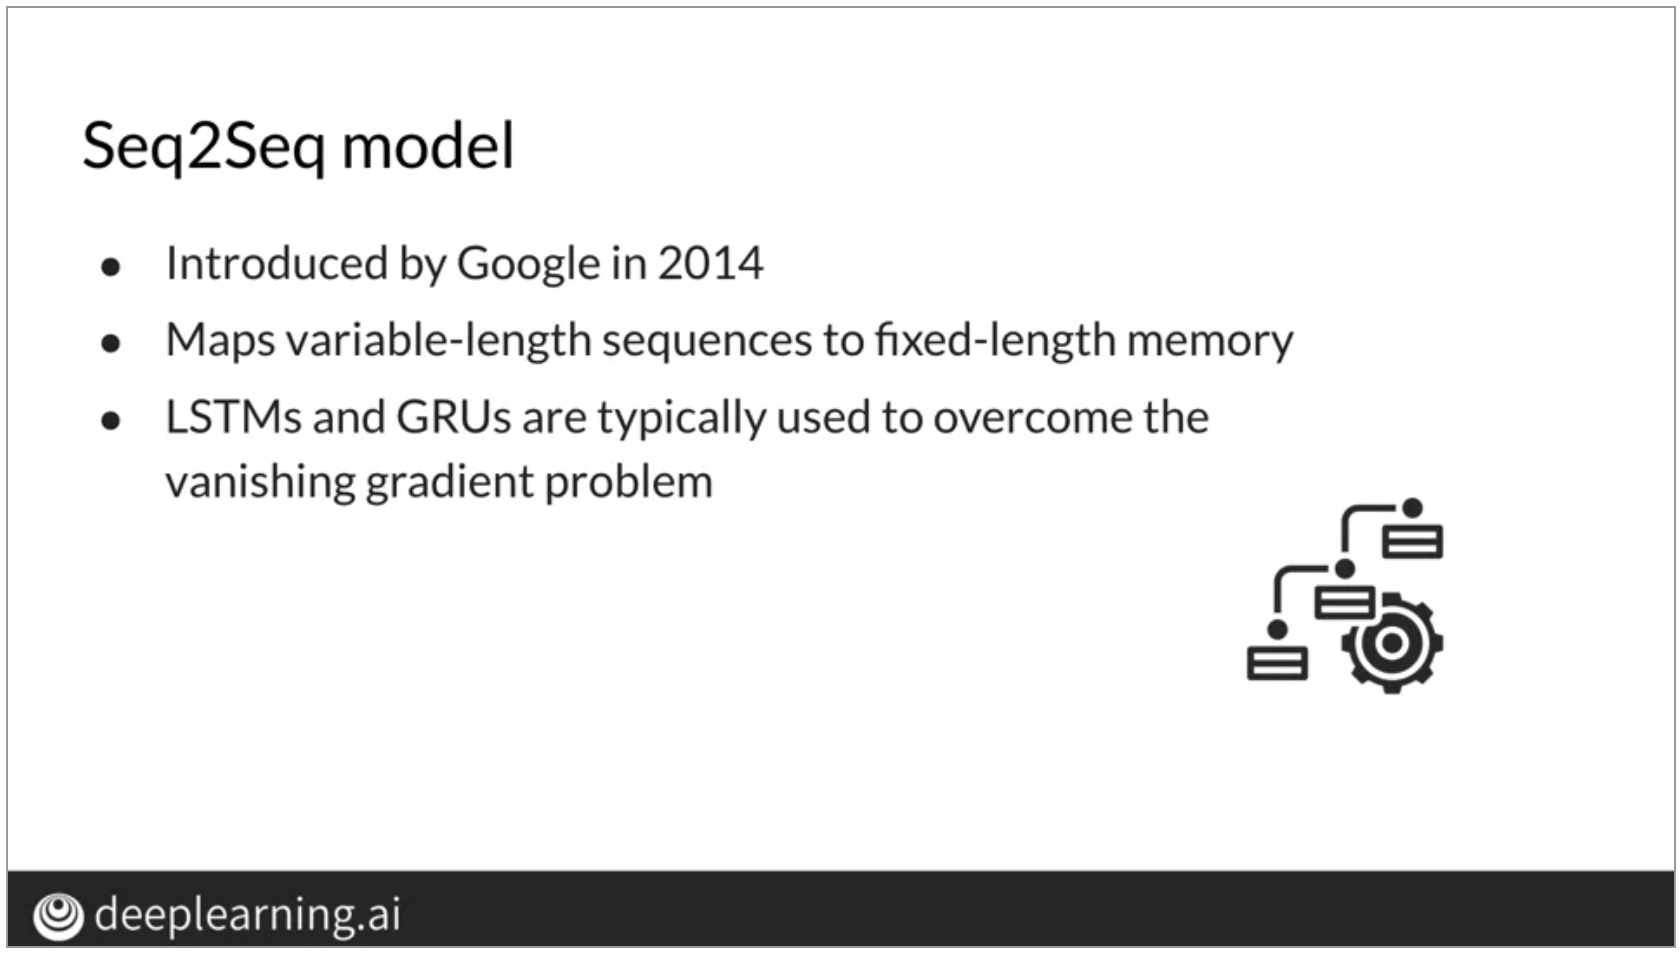 Seq2Seq model
● Introduced by Google in 2014
● Maps variable-length sequences to fixed-length memory
● LSTMs and GRUs are typically used to overcome the
vanishing gradient problem
deeplearning.ai